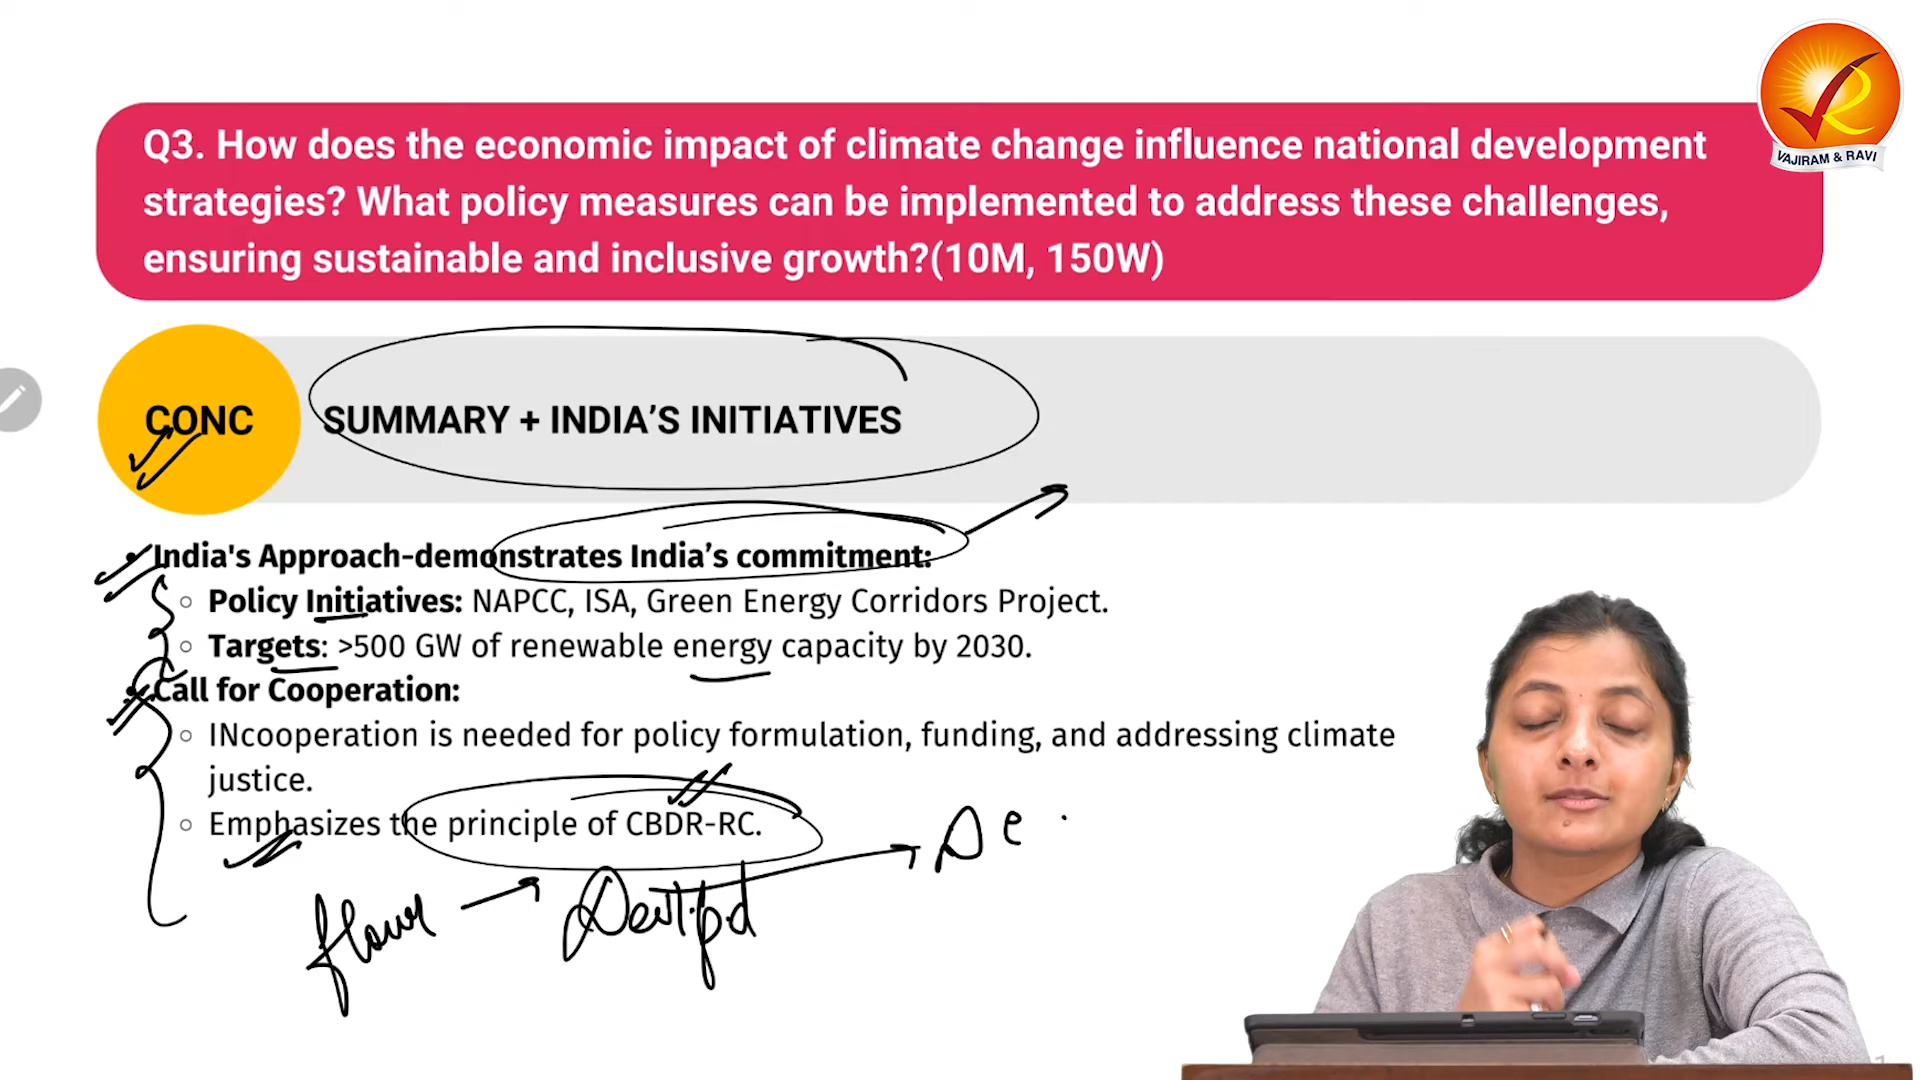 VAJIRAM & RAVI
Q3. How does the economic impact of climate change influence national development
strategies? What policy measures can be implemented to address these challenges,
ensuring sustainable and inclusive growth?(10M, 150W)
CONC
SUMMARY + INDIA’S INITIATIVES
India's Approach-demonstrates India’s commitment:
Policy Initiatives: NAPCC, ISA, Green Energy Corridors Project.
Targets: >500 GW of renewable energy capacity by 2030.
Call for Cooperation:
INcooperation is needed for policy formulation, funding, and addressing climate
justice.
Emphasizes the principle of CBDR-RC.